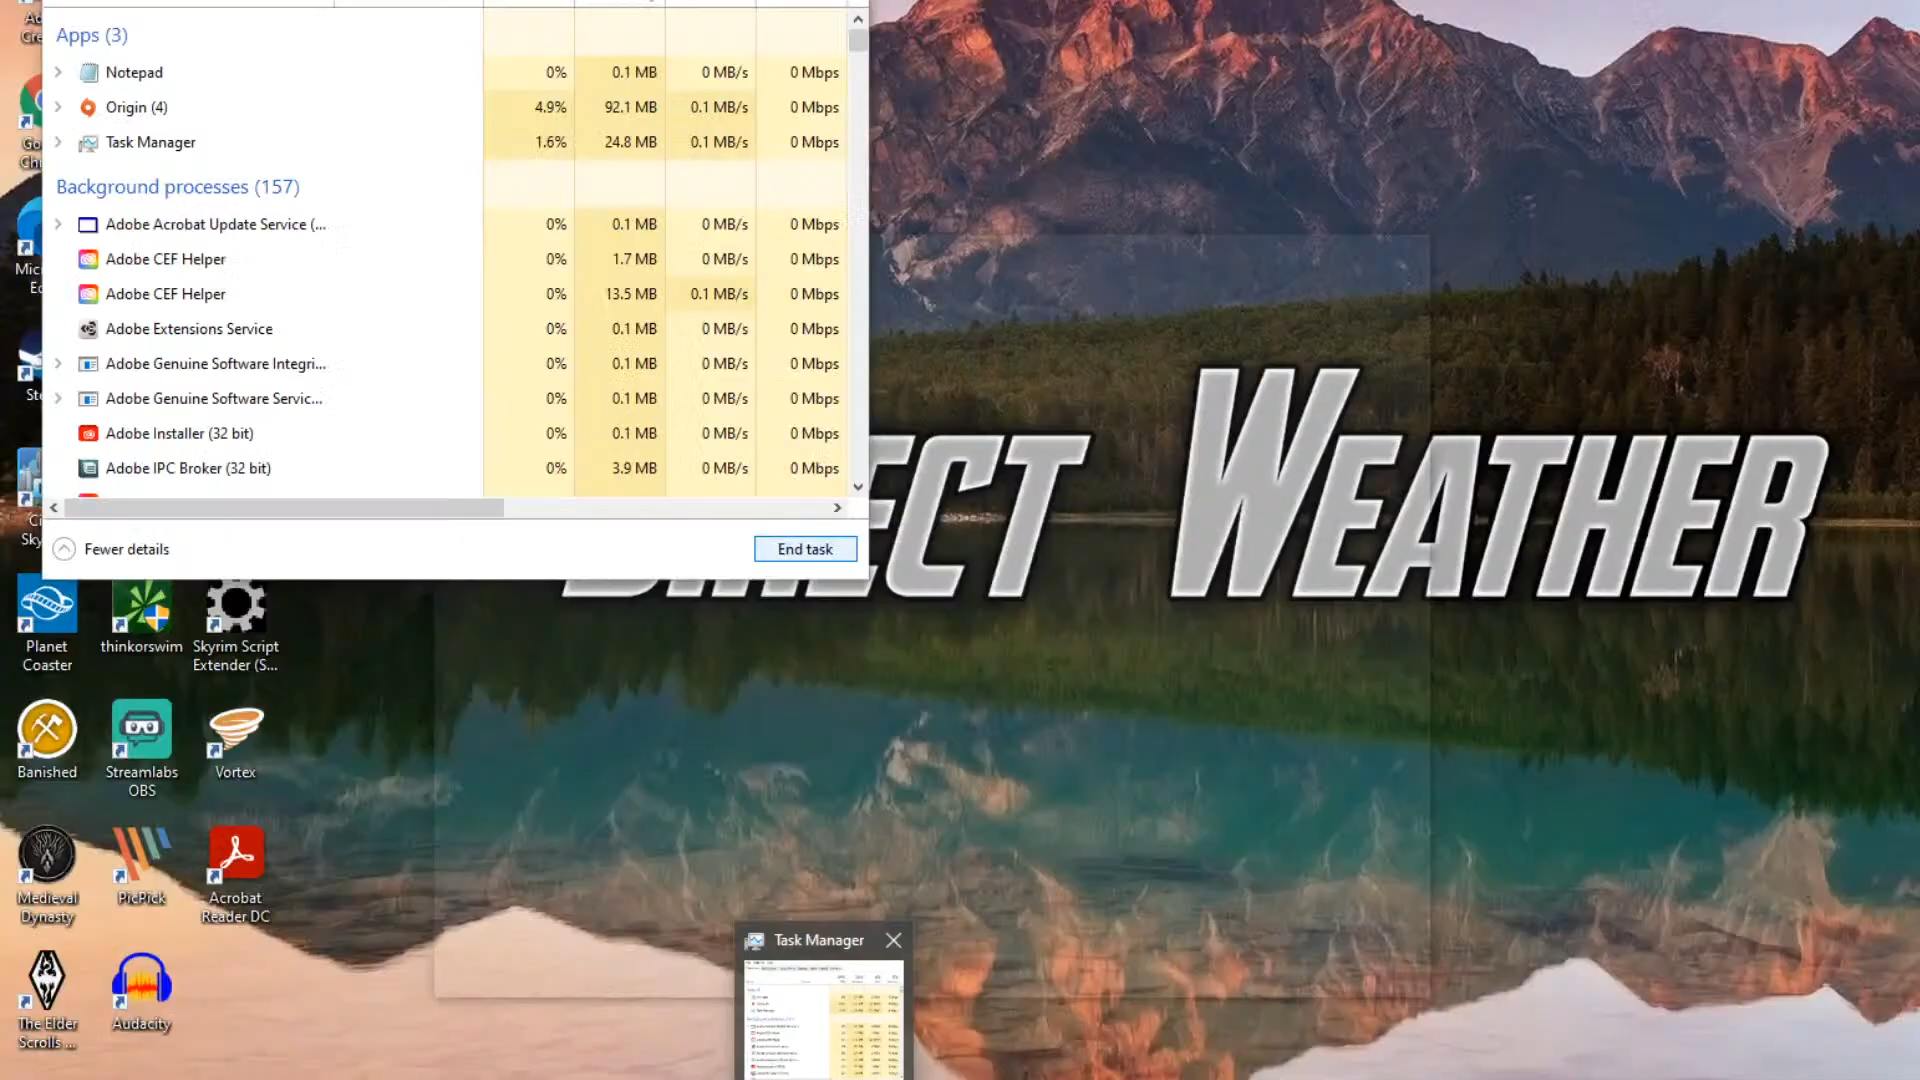 Apps (3)
Notepad 0% 0.1 MB 0 MB/s 0 Mbps
Origin (4) 4.9% 92.1 MB 0.1 MB/s 0 Mbps
Task Manager 1.6% 24.8 MB 0.1 MB/s 0 Mbps
Background processes (157)
Adobe Acrobat Update Service (... 0% 0.1 MB 0 MB/s 0 Mbps
Adobe CEF Helper 0% 1.7 MB 0 MB/s 0 Mbps
Adobe CEF Helper 0% 13.5 MB 0.1 MB/s 0 Mbps
Adobe Extensions Service 0% 0.1 MB 0 MB/s 0 Mbps
Adobe Genuine Software Integri... 0% 0.1 MB 0 MB/s 0 Mbps
Adobe Genuine Software Servic... 0% 0.1 MB 0 MB/s 0 Mbps
Adobe Installer (32 bit) 0% 0.1 MB 0 MB/s 0 Mbps
Adobe IPC Broker (32 bit) 0% 3.9 MB 0 MB/s 0 Mbps
Fewer details
End task
WEATHER
Planet
Coaster
thinkorswim
Skyrim Script
Extender (S...
Banished
Streamlabs
OBS
Vortex
Medieval
Dynasty
PicPick
Acrobat
Reader DC
The Elder
Scrolls ...
Audacity
Task Manager